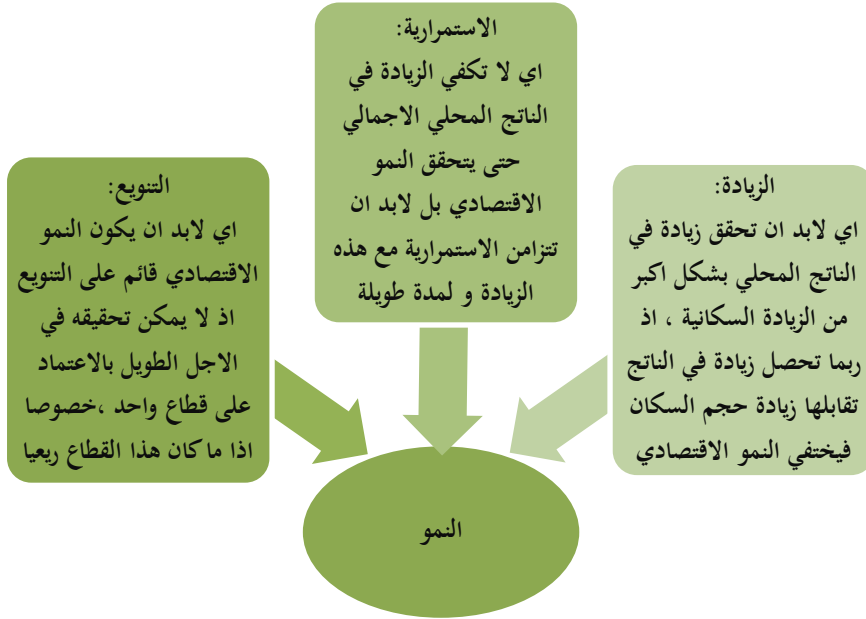 الزيادة:
اي لابد ان تحقق زيادة في
الناتج المحلي بشكل اكبر
من الزيادة السكانية ، اذ
ربما تحصل زيادة في الناتج
تقابلها زيادة حجم السكان
فيختفي النمو الاقتصادي
الاستمرارية:
اي لا تكفي الزيادة في
الناتج المحلي الاجمالي
حتى يتحقق النمو
الاقتصادي بل لابد ان
تتزامن الاستمرارية مع هذه
الزيادة و لمدة طويلة
التنويع:
اي لابد ان يكون النمو
الاقتصادي قائم على التنويع
اذ لا يمكن تحقيقه في
الاجل الطويل بالاعتماد
على قطاع واحد ،خصوصا
اذا ماكان هذا القطاع ريعيا
النمو